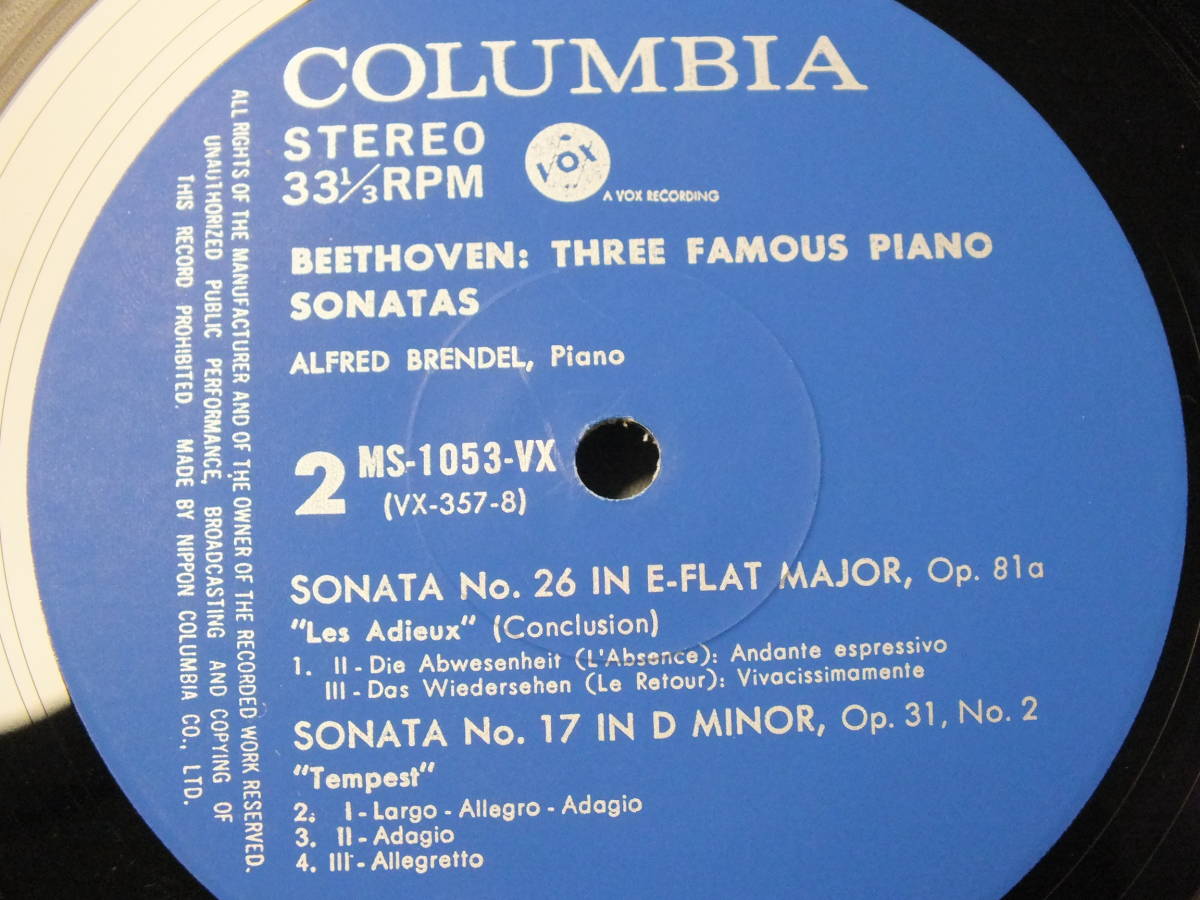 COLUMBIA
STEREO
33⅓ RPM
VOX
A VOX RECORDING
BEETHOVEN: THREE FAMOUS PIANO
SONATAS
ALFRED BRENDEL, Piano
2
MS-1053-VX
(VX-357-8)
SONATA No. 26 IN E-FLAT MAJOR, Op. 81a
"Les Adieux" (Conclusion)
1. II - Die Abwesenheit (L'Absence): Andante espressivo
III - Das Wiedersehen (Le Retour): Vivacissimamente
SONATA No. 17 IN D MINOR, Op. 31, No. 2
"Tempest"
2. I - Largo - Allegro - Adagio
3. II - Adagio
4. III - Allegretto
ALL RIGHTS OF THE MANUFACTURER AND OF THE OWNER OF THE RECORDED WORK RESERVED.
UNAUTHORIZED PUBLIC PERFORMANCE, BROADCASTING AND COPYING OF
THIS RECORD PROHIBITED. MADE BY NIPPON COLUMBIA CO., LTD.